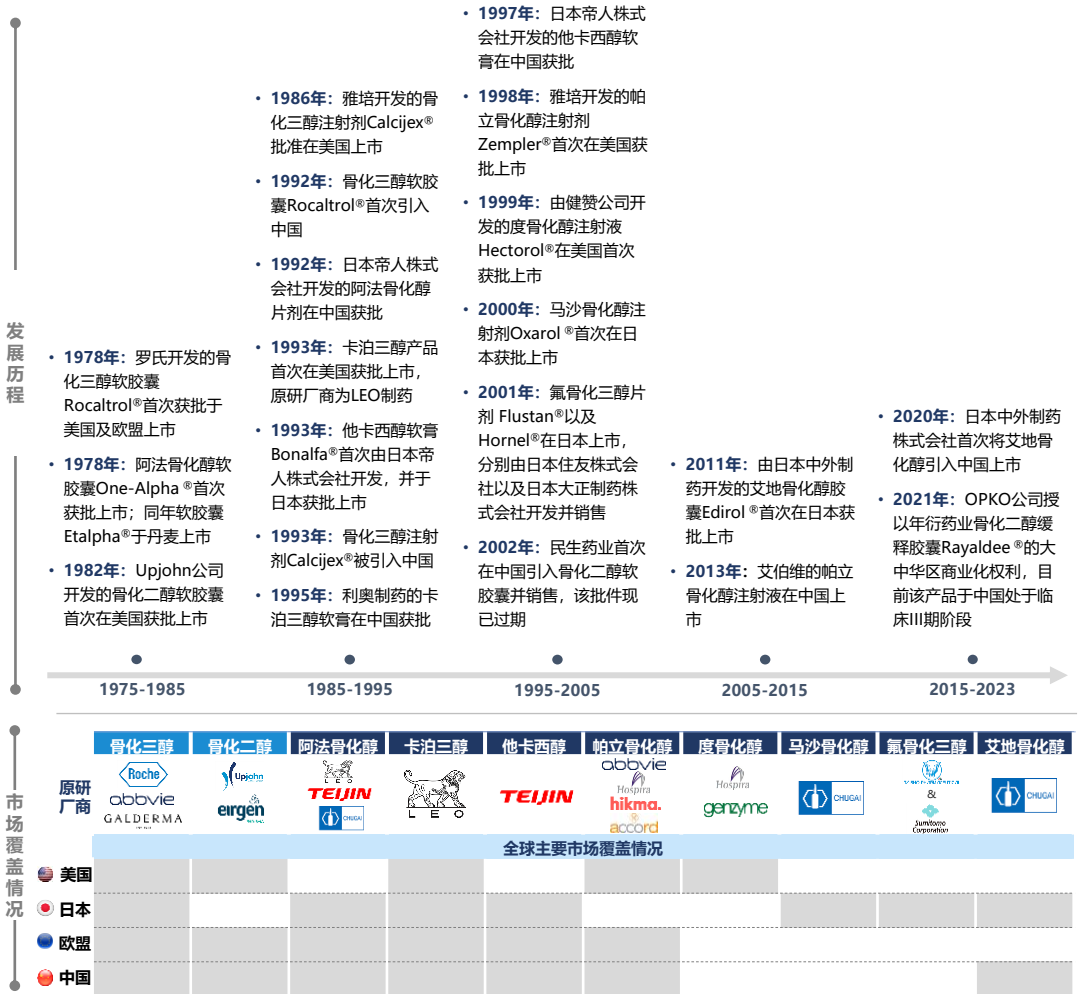 发展历程
• 1978年：罗氏开发的骨
化三醇软胶囊
Rocaltrol®首次获批于
美国及欧盟上市
• 1978年：阿法骨化醇软
胶囊One-Alpha ®首次
获批上市；同年软胶囊
Etalpha®于丹麦上市
• 1982年：Upjohn公司
开发的骨化二醇软胶囊
首次在美国获批上市
• 1986年：雅培开发的骨
化三醇注射剂Calcijex®
批准在美国上市
• 1992年：骨化三醇软胶
囊Rocaltrol®首次引入
中国
• 1992年：日本帝人株式
会社开发的阿法骨化醇
片剂在中国获批
• 1993年：卡泊三醇产品
首次在美国获批上市，
原研厂商为LEO制药
• 1993年：他卡西醇软膏
Bonalfa®首次由日本帝
人株式会社开发，并于
日本获批上市
• 1993年：骨化三醇注射
剂Calcijex®被引入中国
• 1995年：利奥制药的卡
泊三醇软膏在中国获批
• 1997年：日本帝人株式
会社开发的他卡西醇软
膏在中国获批
• 1998年：雅培开发的帕
立骨化醇注射剂
Zempler®首次在美国获
批上市
• 1999年：由健赞公司开
发的度骨化醇注射液
Hectorol®在美国首次
获批上市
• 2000年：马沙骨化醇注
射剂Oxarol ®首次在日
本获批上市
• 2001年：氟骨化三醇片
剂 Flustan®以及
Hornel®在日本上市，
分别由日本住友株式会
社以及日本大正制药株
式会社开发并销售
• 2002年：民生药业首次
在中国引入骨化二醇软
胶囊并销售，该批件现
已过期
• 2011年：由日本中外制
药开发的艾地骨化醇胶
囊Edirol ®首次在日本获
批上市
• 2013年：艾伯维的帕立
骨化醇注射液在中国上
市
• 2020年：日本中外制药
株式会社首次将艾地骨
化醇引入中国上市
• 2021年：OPKO公司授
以年衍药业骨化二醇缓
释胶囊Rayaldee ®的大
中华区商业化权利，目
前该产品于中国处于临
床III期阶段
1975-1985
1985-1995
1995-2005
2005-2015
2015-2023
市场覆盖情况
骨化三醇 骨化二醇 阿法骨化醇 卡泊三醇 他卡西醇 帕立骨化醇 度骨化醇 马沙骨化醇 氟骨化三醇 艾地骨化醇
原研
厂商
Roche
abbvie
GALDERMA
Upjohn
eirgen
LEO
TEIJIN
CHUGAI
LEO
TEIJIN
abbvie
Hospira
hikma.
accord
Hospira
genzyme
CHUGAI
&
Sumitomo
Corporation
CHUGAI
全球主要市场覆盖情况
美国
日本
欧盟
中国